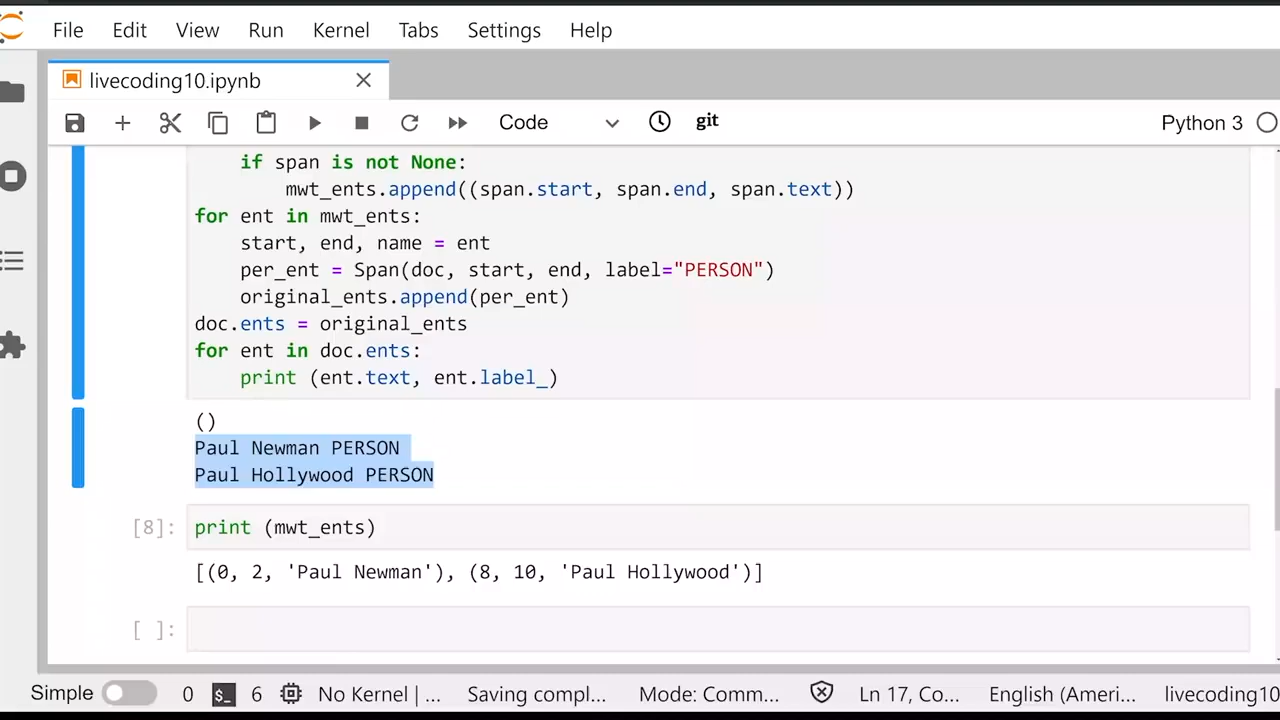 File Edit View Run Kernel Tabs Settings Help
livecoding10.ipynb
Code git Python 3
if span is not None:
mwt_ents.append((span.start, span.end, span.text))
for ent in mwt_ents:
start, end, name = ent
per_ent = Span(doc, start, end, label="PERSON")
original_ents.append(per_ent)
doc.ents = original_ents
for ent in doc.ents:
print (ent.text, ent.label_)
()
Paul Newman PERSON
Paul Hollywood PERSON
[8]: print (mwt_ents)
[(0, 2, 'Paul Newman'), (8, 10, 'Paul Hollywood')]
[ ]:
Simple 0 $_ 6 No Kernel | ... Saving compl... Mode: Comm... Ln 17, Co... English (Ameri... livecoding10